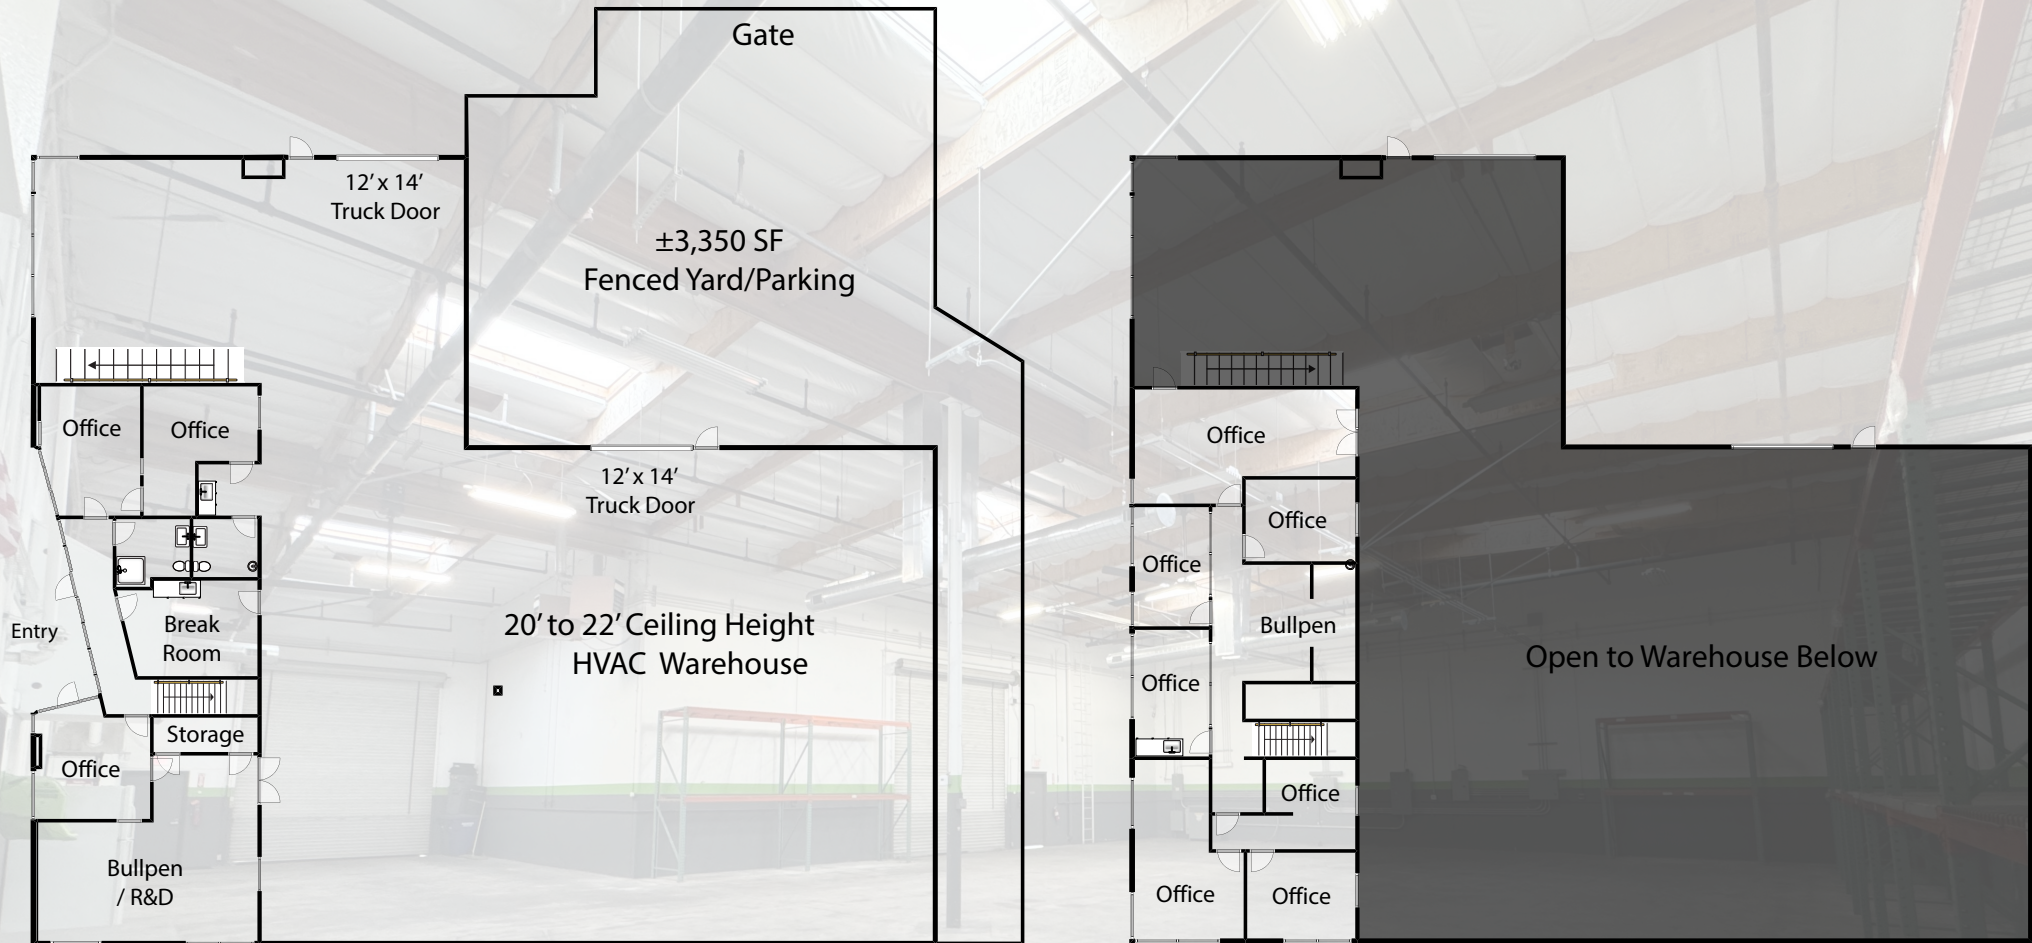 Gate
12’ x 14’
Truck Door
±3,350 SF
Fenced Yard/Parking
Office
Office
12’ x 14’
Truck Door
Entry
Break
Room
20’ to 22’ Ceiling Height
HVAC Warehouse
Storage
Office
Bullpen
/ R&D
Office
Office
Office
Bullpen
Office
Office
Office
Office
Open to Warehouse Below